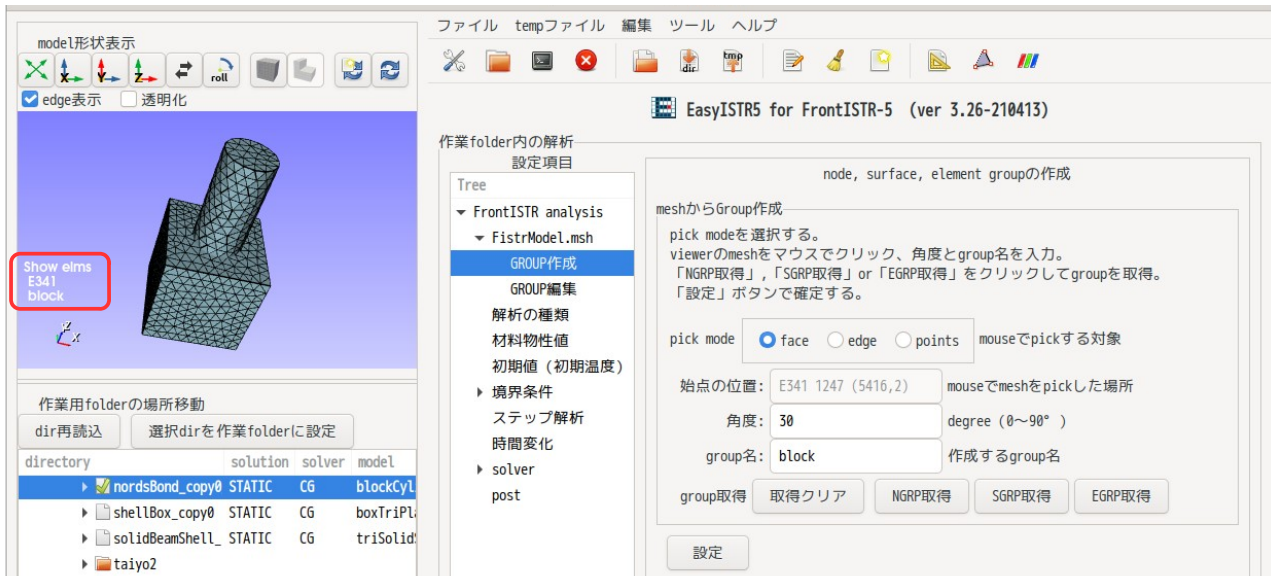 ファイル tempファイル 編集 ツール ヘルプ
model形状表示
X Y Z roll
dir tmp
edge表示 透明化
EasyISTR5 for FrontISTR-5 (ver 3.26-210413)
Show elms
E341
block
Z X
作業folder内の解析
設定項目
Tree
FrontISTR analysis
FistrModel.msh
GROUP作成
GROUP編集
解析の種類
材料物性値
初期値 (初期温度)
境界条件
ステップ解析
時間変化
solver
post
node, surface, element groupの作成
meshからGroup作成
pick modeを選択する。
viewerのmeshをマウスでクリック、角度とgroup名を入力。
「NGRP取得」,「SGRP取得」or「EGRP取得」をクリックしてgroupを取得。
「設定」ボタンで確定する。
pick mode face edge points mouseでpickする対象
始点の位置: E341 1247 (5416,2) mouseでmeshをpickした場所
角度: 30 degree (0～90° )
group名: block 作成するgroup名
group取得 取得クリア NGRP取得 SGRP取得 EGRP取得
設定
作業用folderの場所移動
dir再読込 選択dirを作業folderに設定
directory solution solver model
nordsBond_copy0 STATIC CG blockCyl
shellBox_copy0 STATIC CG boxTriPl
solidBeamShell_ STATIC CG triSolid
taiyo2